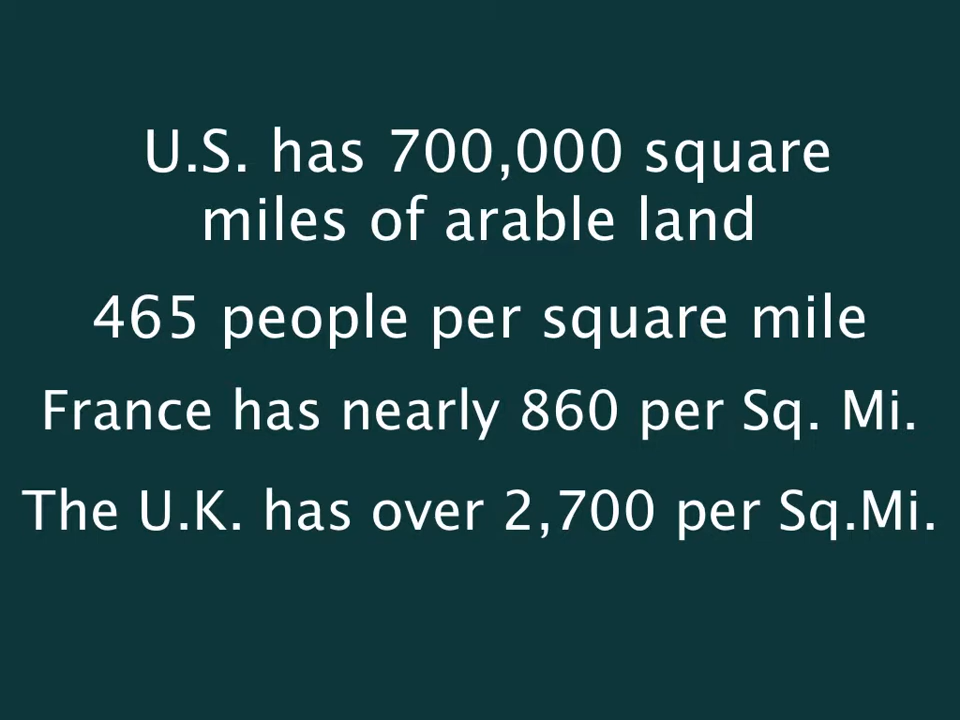 U.S. has 700,000 square
miles of arable land
465 people per square mile
France has nearly 860 per Sq. Mi.
The U.K. has over 2,700 per Sq.Mi.